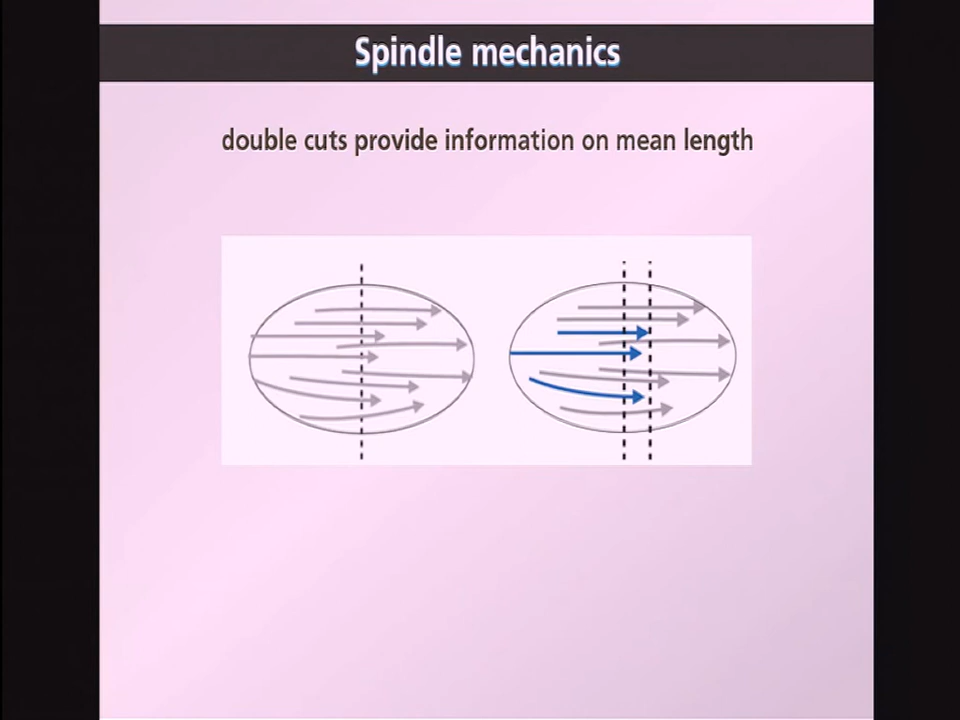 Spindle mechanics
double cuts provide information on mean length